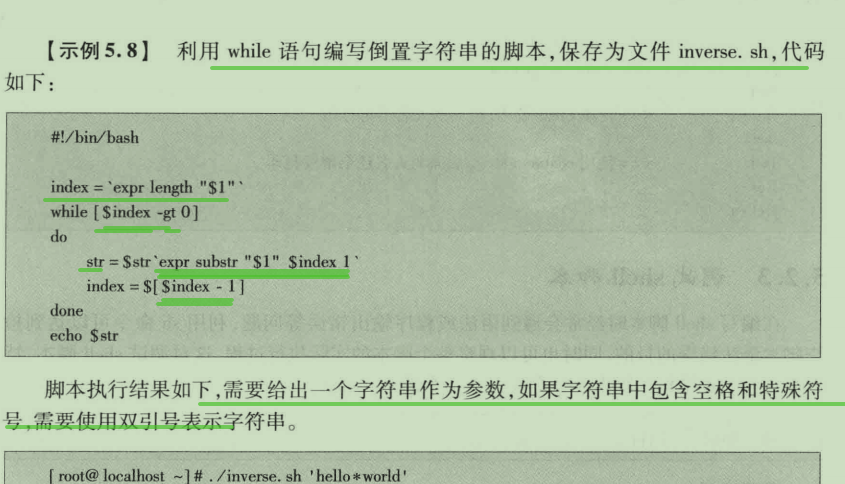 【示例5.8】 利用 while 语句编写倒置字符串的脚本,保存为文件 inverse. sh,代码
如下:
#!/bin/bash
index = `expr length "$1"`
while [ $index -gt 0 ]
do
str = $str`expr substr "$1" $index 1`
index = $[ $index - 1 ]
done
echo $str
脚本执行结果如下,需要给出一个字符串作为参数,如果字符串中包含空格和特殊符
号,需要使用双引号表示字符串。
[ root@ localhost ~]# ./inverse. sh 'hello*world'